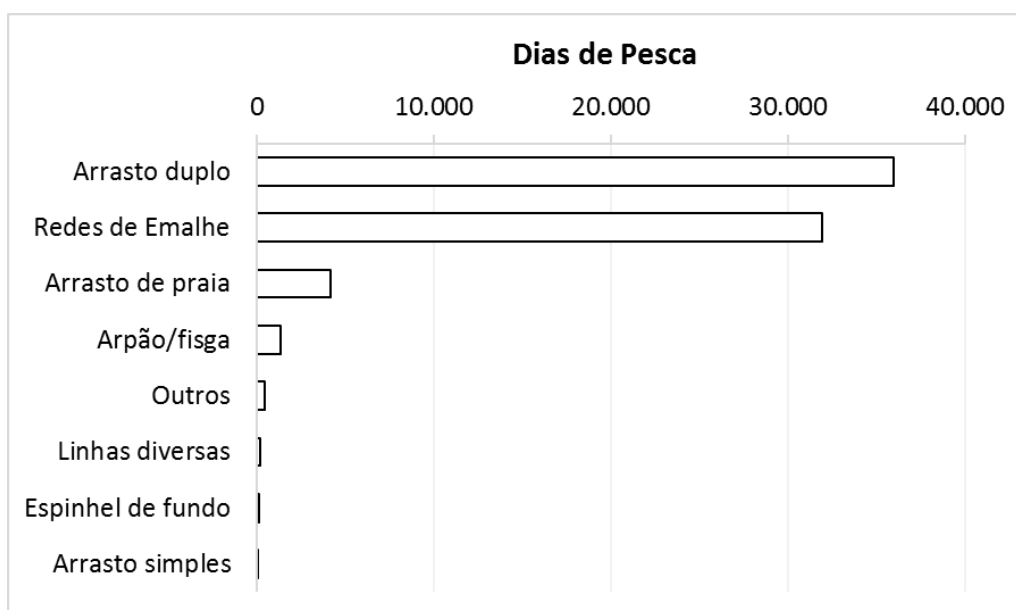 Dias de Pesca
0 10.000 20.000 30.000 40.000
Arrasto duplo
Redes de Emalhe
Arrasto de praia
Arpão/fisga
Outros
Linhas diversas
Espinhel de fundo
Arrasto simples